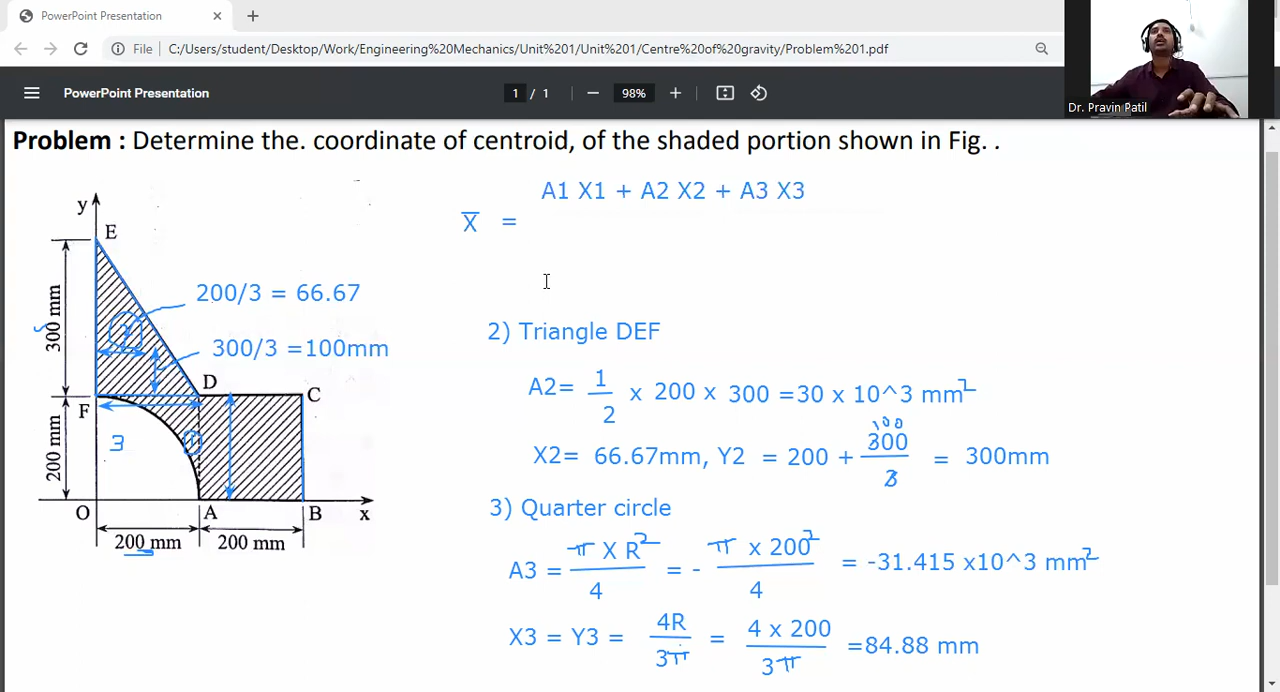 PowerPoint Presentation
File C:/Users/student/Desktop/Work/Engineering%20Mechanics/Unit%201/Unit%201/Centre%20of%20gravity/Problem%201.pdf
PowerPoint Presentation
1 / 1
98%
Dr. Pravin Patil
Problem : Determine the. coordinate of centroid, of the shaded portion shown in Fig. .
A1 X1 + A2 X2 + A3 X3
X̅ =
y
E
200/3 = 66.67
300 mm
2
300/3 =100mm
D
C
F
200 mm
3
1
O
A
B
x
200 mm
200 mm
2) Triangle DEF
A2= 1/2 x 200 x 300 =30 x 10^3 mm²
100
X2= 66.67mm, Y2 = 200 + 300/3 = 300mm
3) Quarter circle
A3 = π X R²/4 = - π x 200²/4 = -31.415 x10^3 mm²
X3 = Y3 = 4R/3π = 4 x 200/3π =84.88 mm